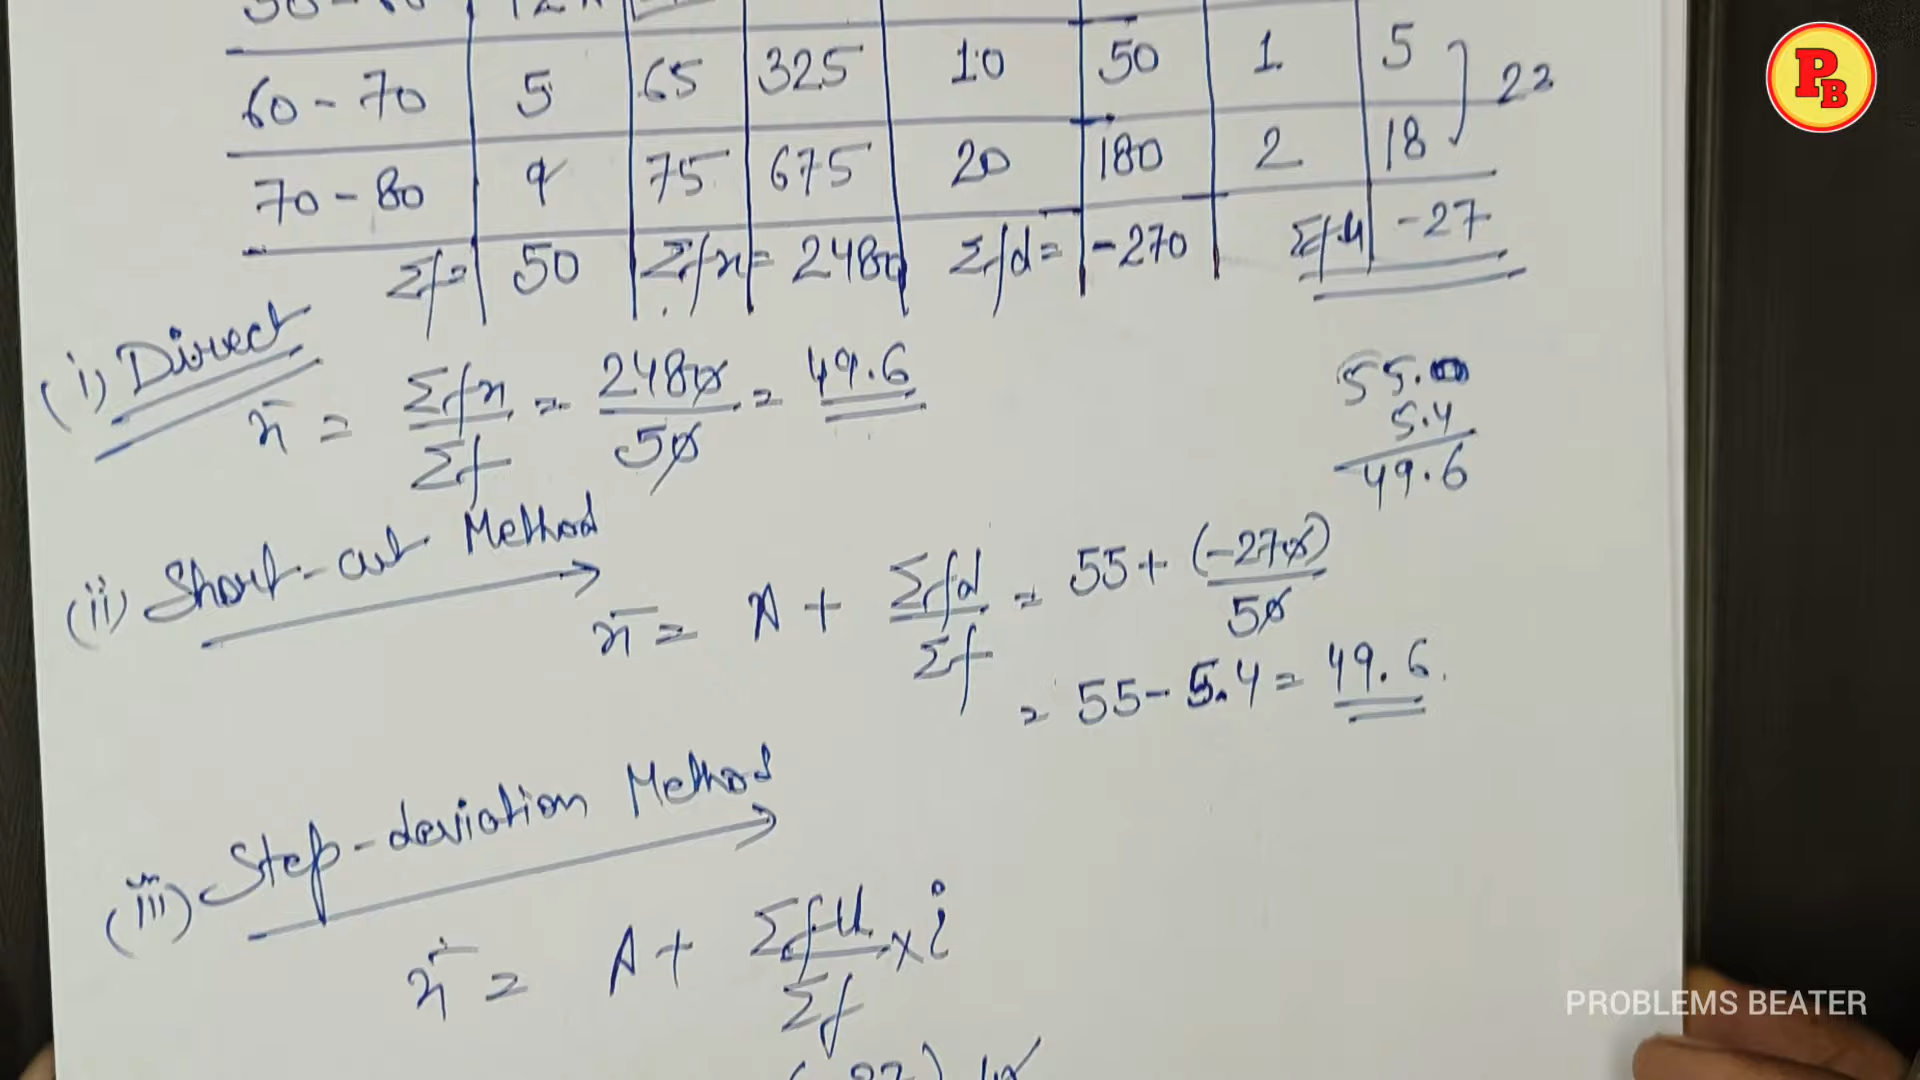 60-70 5 65 325 10 50 1 5 22
70-80 9 75 675 20 180 2 18
Σf= 50 Σfx= 2480 Σfd= -270 Σfu -27
(i) Direct
x̄ = Σfx/Σf = 2480/50 = 49.6
55.00
5.4
49.6
(ii) Short-cut Method
x̄ = A + Σfd/Σf = 55+ (-270)/50
= 55- 5.4= 49.6.
(iii) Step-deviation Method
x̄ = A+ Σfu/Σf ×i
PB
PROBLEMS BEATER